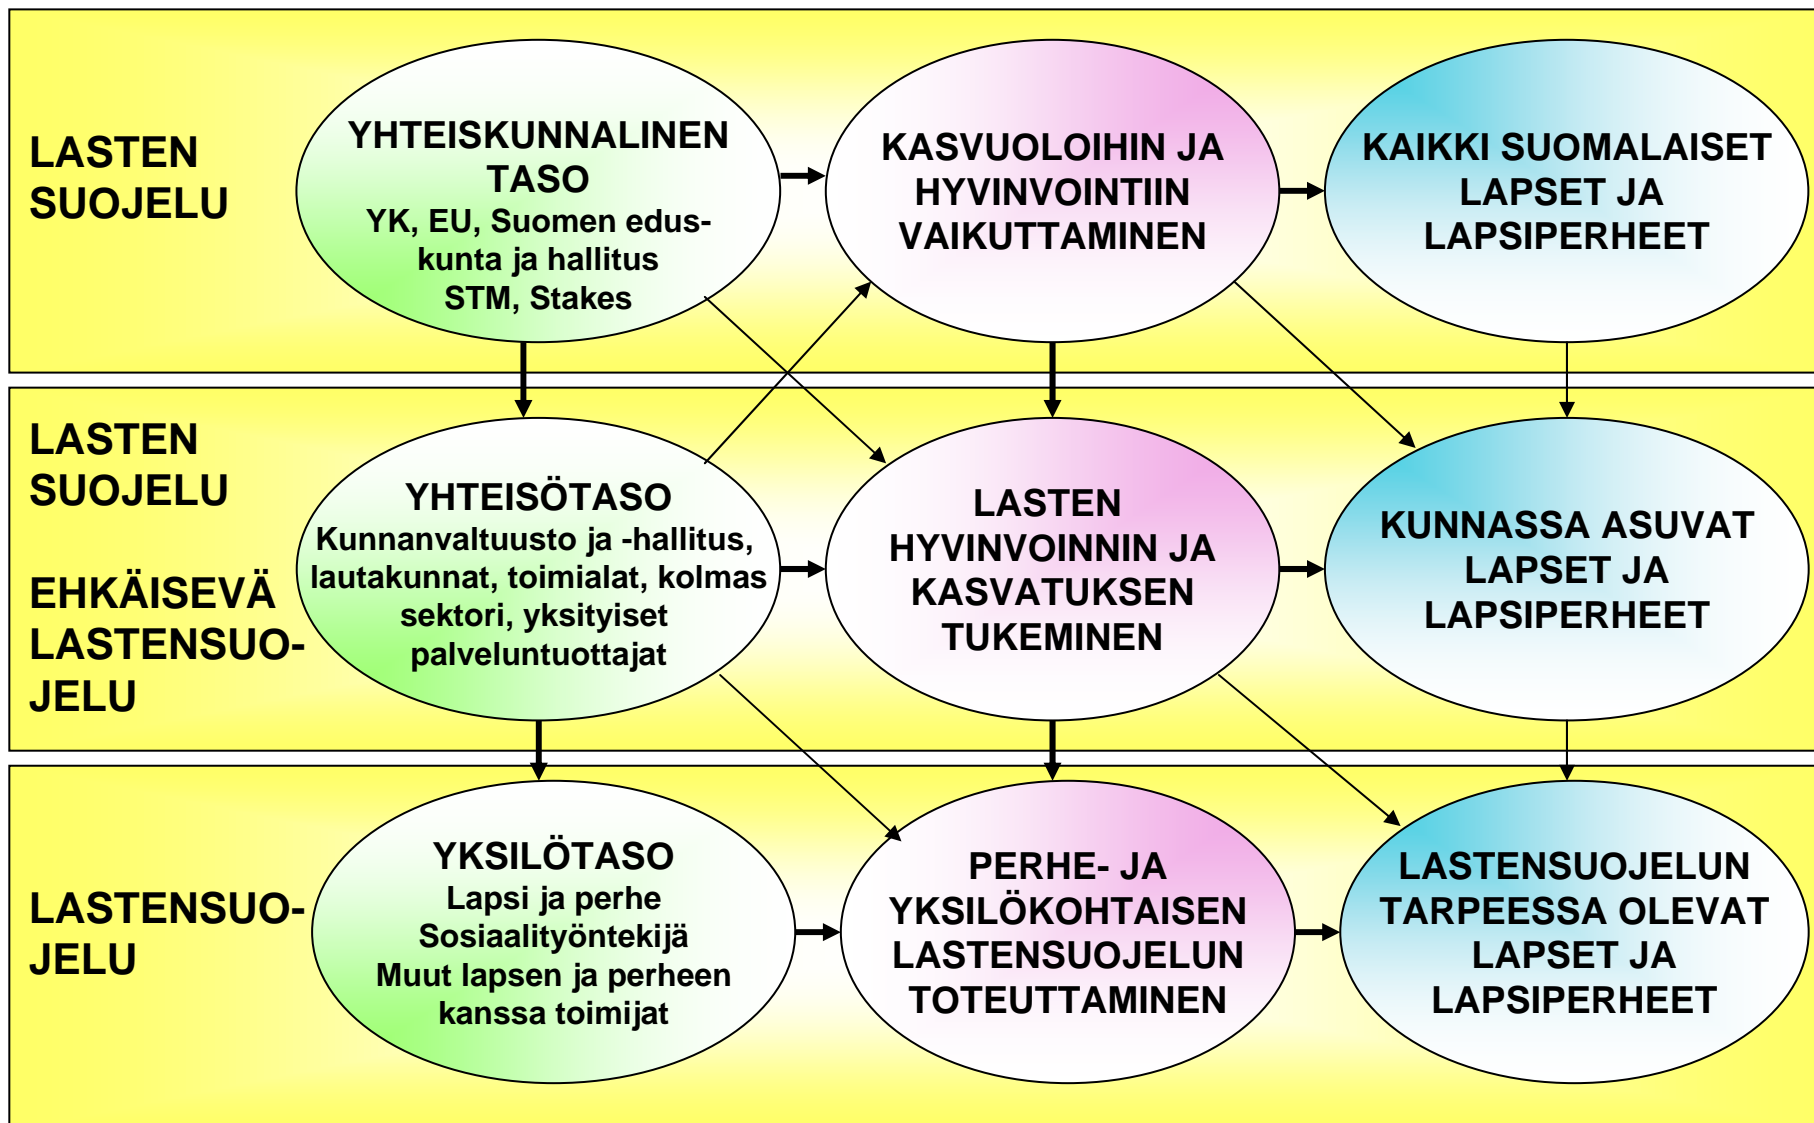 LASTEN
SUOJELU
YHTEISKUNNALINEN
TASO
YK, EU, Suomen edus-
kunta ja hallitus
STM, Stakes
KASVUOLOIHIN JA
HYVINVOINTIIN
VAIKUTTAMINEN
KAIKKI SUOMALAISET
LAPSET JA
LAPSIPERHEET
LASTEN
SUOJELU
EHKÄISEVÄ
LASTENSUO-
JELU
YHTEISÖTASO
Kunnanvaltuusto ja -hallitus,
lautakunnat, toimialat, kolmas
sektori, yksityiset
palveluntuottajat
LASTEN
HYVINVOINNIN JA
KASVATUKSEN
TUKEMINEN
KUNNASSA ASUVAT
LAPSET JA
LAPSIPERHEET
LASTENSUO-
JELU
YKSILÖTASO
Lapsi ja perhe
Sosiaalityöntekijä
Muut lapsen ja perheen
kanssa toimijat
PERHE- JA
YKSILÖKOHTAISEN
LASTENSUOJELUN
TOTEUTTAMINEN
LASTENSUOJELUN
TARPEESSA OLEVAT
LAPSET JA
LAPSIPERHEET